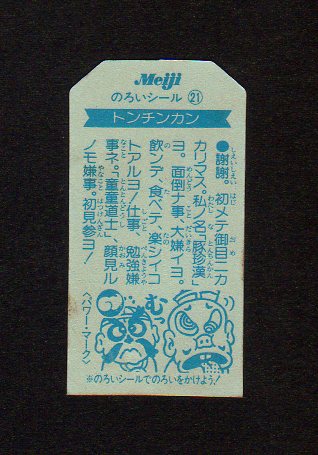 Meiji
のろいシール ㉑
トンチンカン
●謝謝。初メテ御目ニカ
カリマス。私ノ名「豚珍漢」
ヨ。面倒ナ事、大嫌イヨ。
飲ンデ、食ベテ、楽シイコ
トアルヨ!仕事、勉強嫌
事ネ。「童童道士」、顔見ル
ノモ嫌事。初見参ヨ!
〈パワー・マーク〉
むっ
※のろいシールでのろいをかけよう!